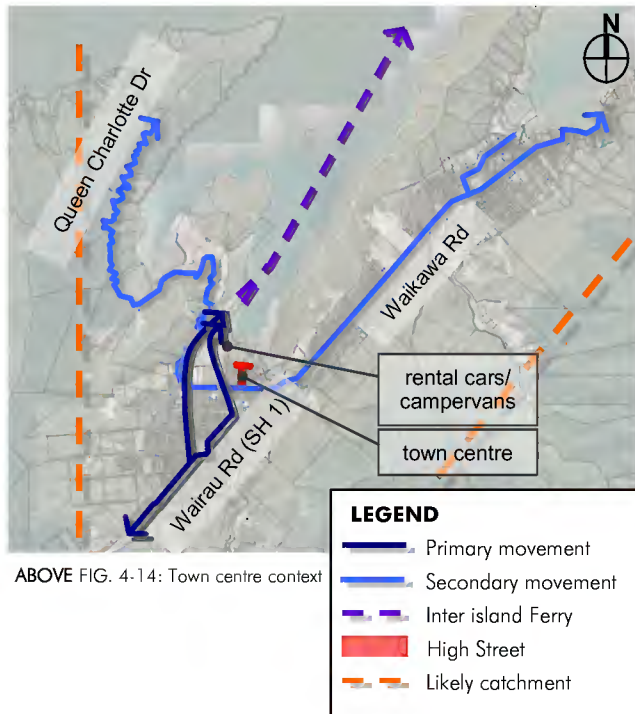 N
Queen Charlotte Dr
Waikawa Rd
rental cars/
campervans
town centre
Wairau Rd (SH 1)
LEGEND
Primary movement
Secondary movement
Inter island Ferry
High Street
Likely catchment
ABOVE FIG. 4-14: Town centre context